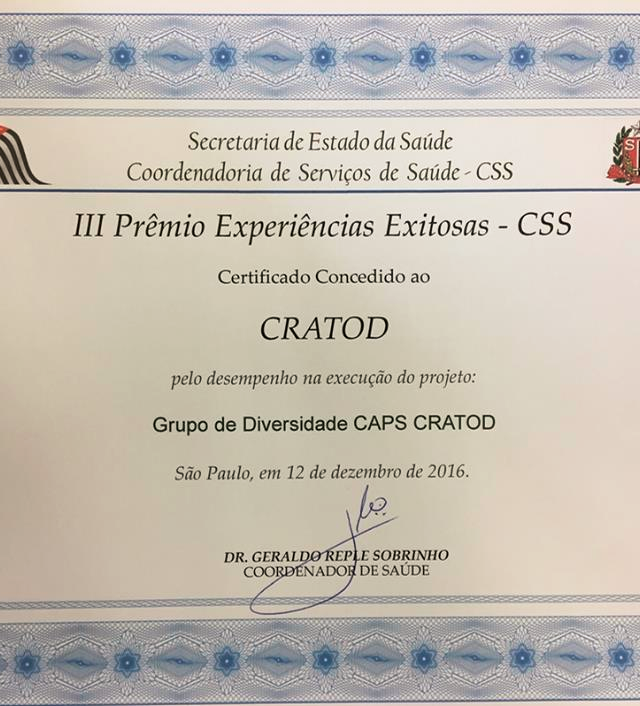 Secretaria de Estado da Saúde
Coordenadoria de Serviços de Saúde - CSS
III Prêmio Experiências Exitosas - CSS
Certificado Concedido ao
CRATOD
pelo desempenho na execução do projeto:
Grupo de Diversidade CAPS CRATOD
São Paulo, em 12 de dezembro de 2016.
DR. GERALDO REPLE SOBRINHO
COORDENADOR DE SAÚDE